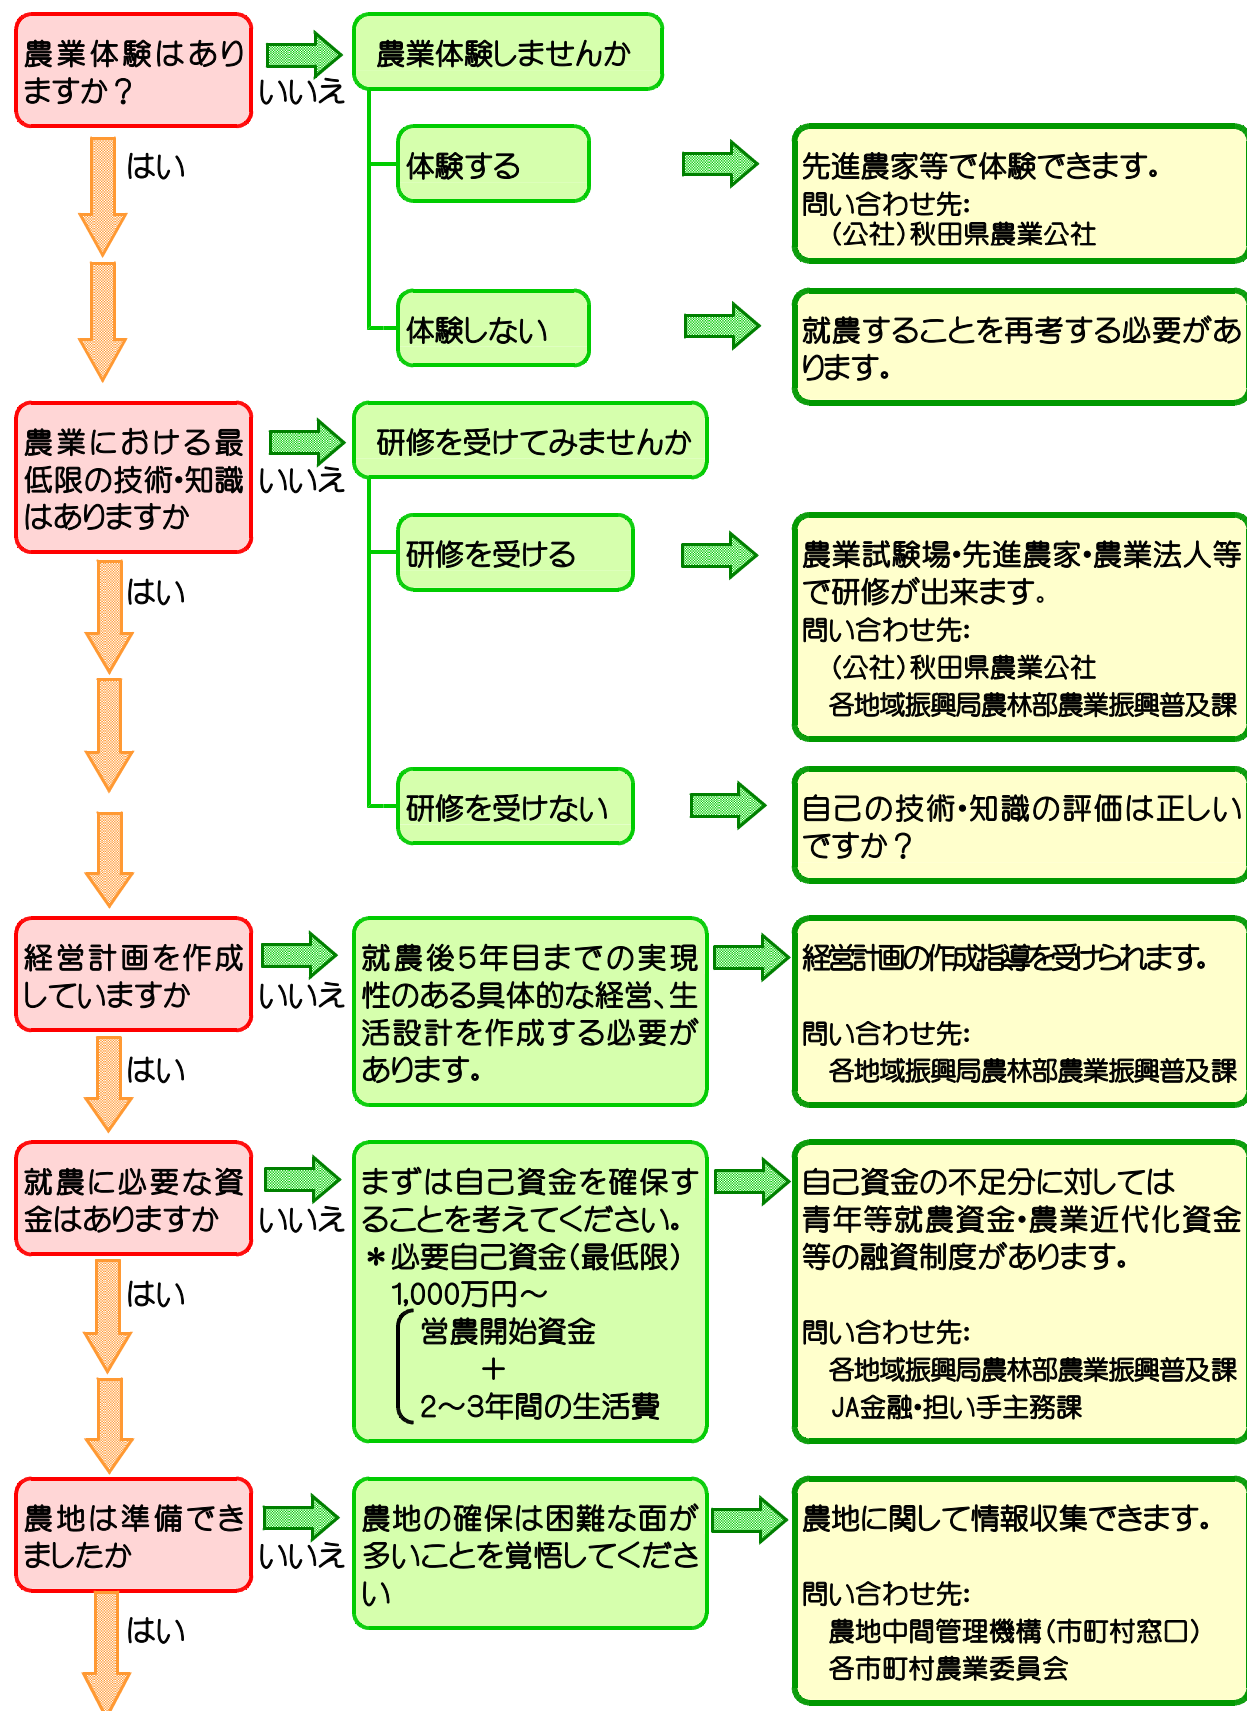 農業体験はあり
ますか？
いいえ
農業体験しませんか
はい
体験する
先進農家等で体験できます。
問い合わせ先：
（公社）秋田県農業公社
体験しない
就農することを再考する必要があ
ります。
農業における最
低限の技術・知識
はありますか
いいえ
研修を受けてみませんか
はい
研修を受ける
農業試験場・先進農家・農業法人等
で研修が出来ます。
問い合わせ先：
（公社）秋田県農業公社
各地域振興局農林部農業振興普及課
研修を受けない
自己の技術・知識の評価は正しい
ですか？
経営計画を作成
していますか
いいえ
就農後5年目までの実現
性のある具体的な経営、生
活設計を作成する必要が
あります。
経営計画の作成指導を受けられます。
問い合わせ先：
各地域振興局農林部農業振興普及課
はい
就農に必要な資
金はありますか
いいえ
まずは自己資金を確保す
ることを考えてください。
＊必要自己資金（最低限）
1,000万円～
営農開始資金
＋
2～3年間の生活費
自己資金の不足分に対しては
青年等就農資金・農業近代化資金
等の融資制度があります。
問い合わせ先：
各地域振興局農林部農業振興普及課
JA金融・担い手主務課
はい
農地は準備でき
ましたか
いいえ
農地の確保は困難な面が
多いことを覚悟してくださ
い
農地に関して情報収集できます。
問い合わせ先：
農地中間管理機構（市町村窓口）
各市町村農業委員会
はい